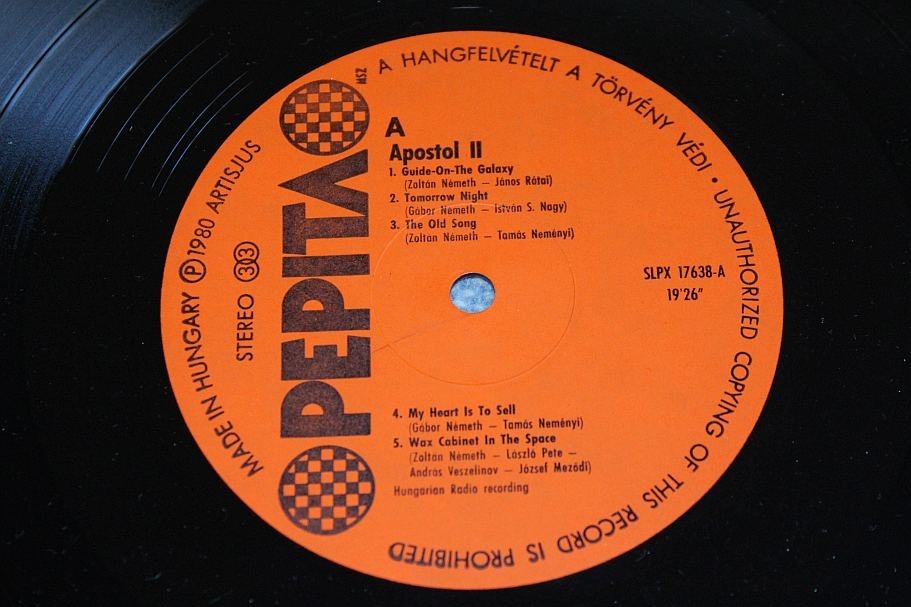 A HANGFELVÉTELT A TÖRVÉNY VÉDI • UNAUTHORIZED COPYING OF THIS RECORD IS PROHIBITED
MADE IN HUNGARY Ⓟ 1980 ARTISJUS
STEREO 33
PEPITA
MSZ
A
Apostol II
1. Guide-On-The Galaxy
(Zoltán Németh – János Rátai)
2. Tomorrow Night
(Gábor Németh – István S. Nagy)
3. The Old Song
(Zoltán Németh – Tamás Neményi)
SLPX 17638-A
19'26"
4. My Heart Is To Sell
(Gábor Németh – Tamás Neményi)
5. Wax Cabinet In The Space
(Zoltán Németh – László Pete –
András Veszelinov – József Meződi)
Hungarian Radio recording